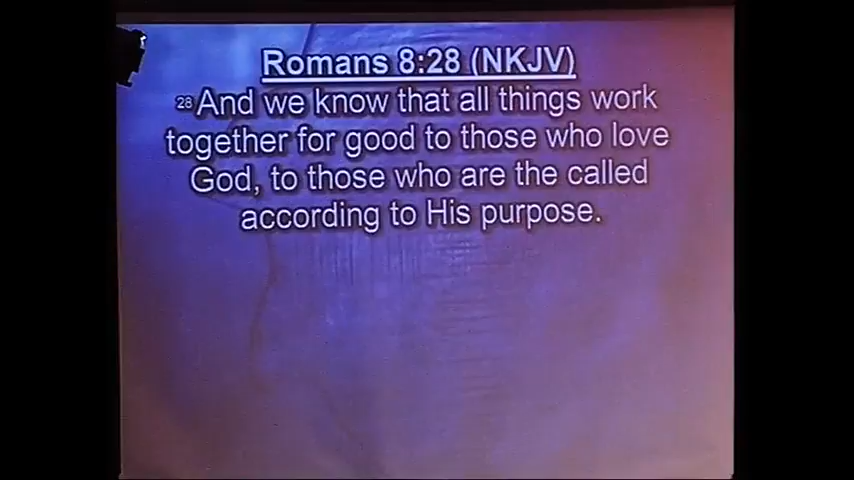 Romans 8:28 (NKJV)
28 And we know that all things work
together for good to those who love
God, to those who are the called
according to His purpose.